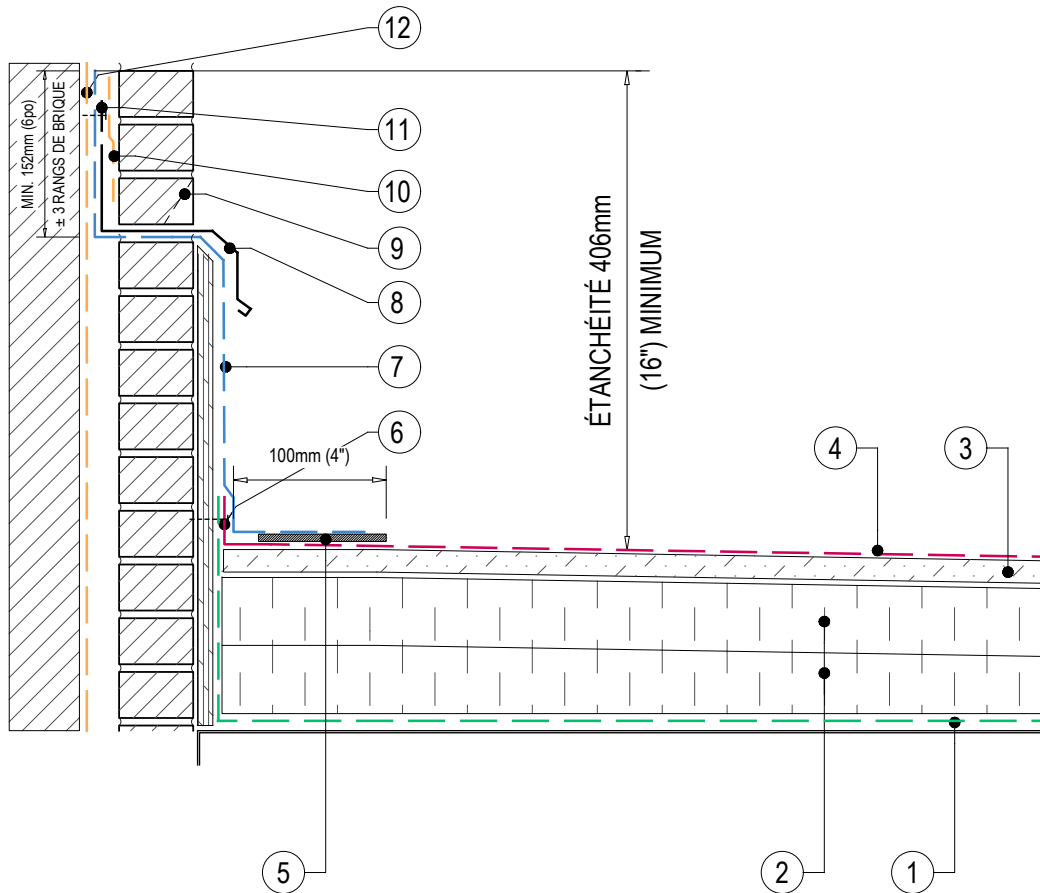 12
11
10
9
8
7
6
MIN. 152mm (6po)
± 3 RANGS DE BRIQUE
ÉTANCHÉITÉ 406mm
(16") MINIMUM
100mm (4")
4
3
5
2
1